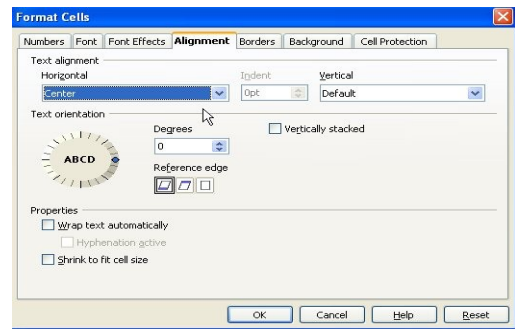 Format Cells
Numbers Font Font Effects Alignment Borders Background Cell Protection
Text alignment
Horizontal Indent Vertical
Center 0pt Default
Text orientation
Degrees Vertically stacked
0
ABCD
Reference edge
Properties
Wrap text automatically
Hyphenation active
Shrink to fit cell size
OK Cancel Help Reset